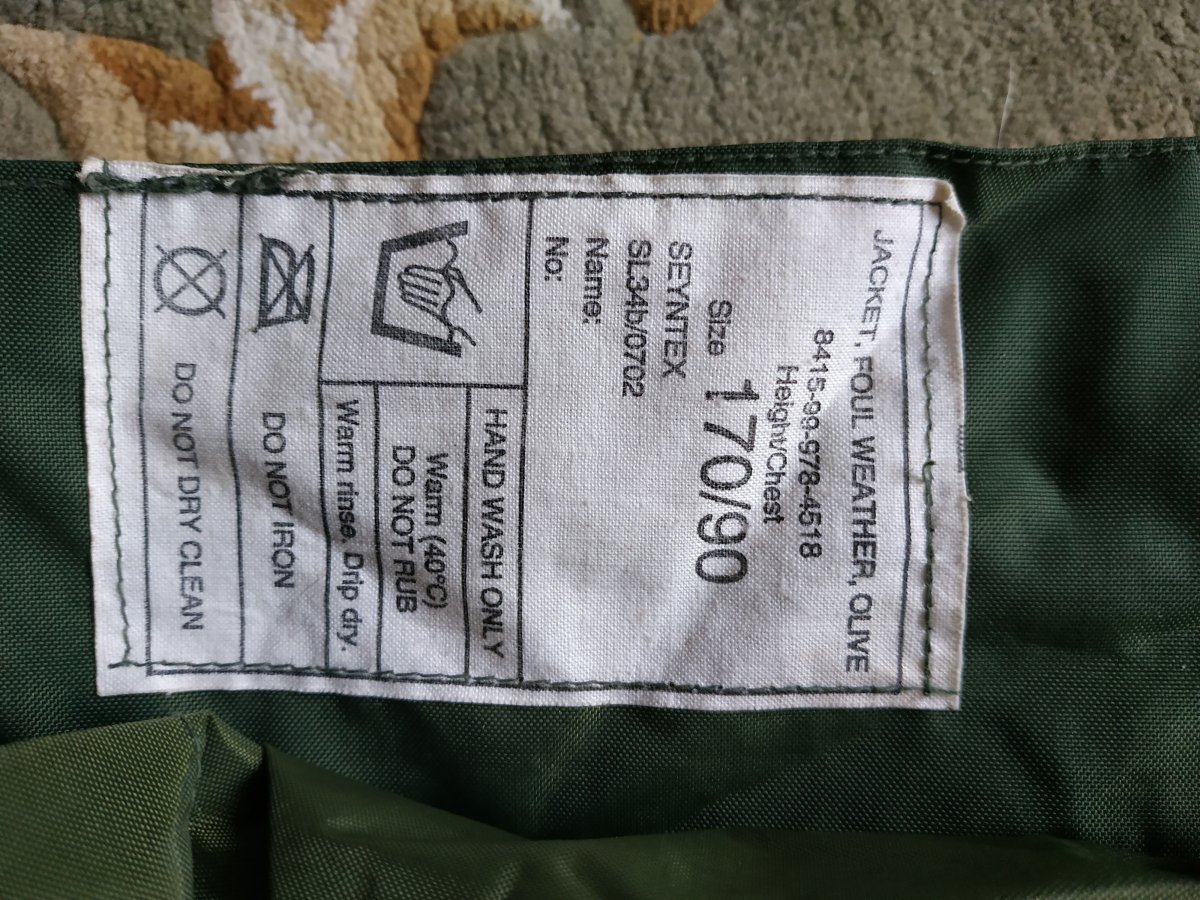 JACKET, FOUL WEATHER, OLIVE
8415-99-978-4518
Height/Chest
Size 170/90
SEYNTEX
SL34b/0702
Name:
No:
HAND WASH ONLY
Warm (40°C)
DO NOT RUB
Warm rinse. Drip dry.
DO NOT IRON
DO NOT DRY CLEAN